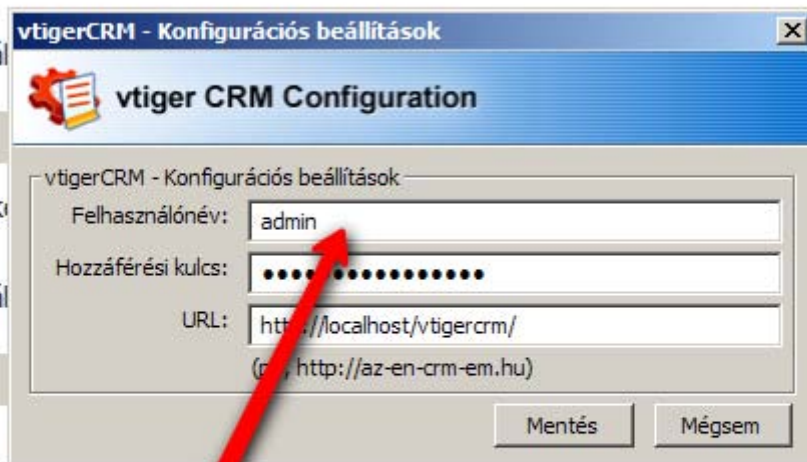 vtigerCRM - Konfigurációs beállítások
vtiger CRM Configuration
vtigerCRM - Konfigurációs beállítások
Felhasználónév: admin
Hozzáférési kulcs: ••••••••••••••••
URL: http://localhost/vtigercrm/
http://az-en-crm-em.hu)
Mentés Mégsem